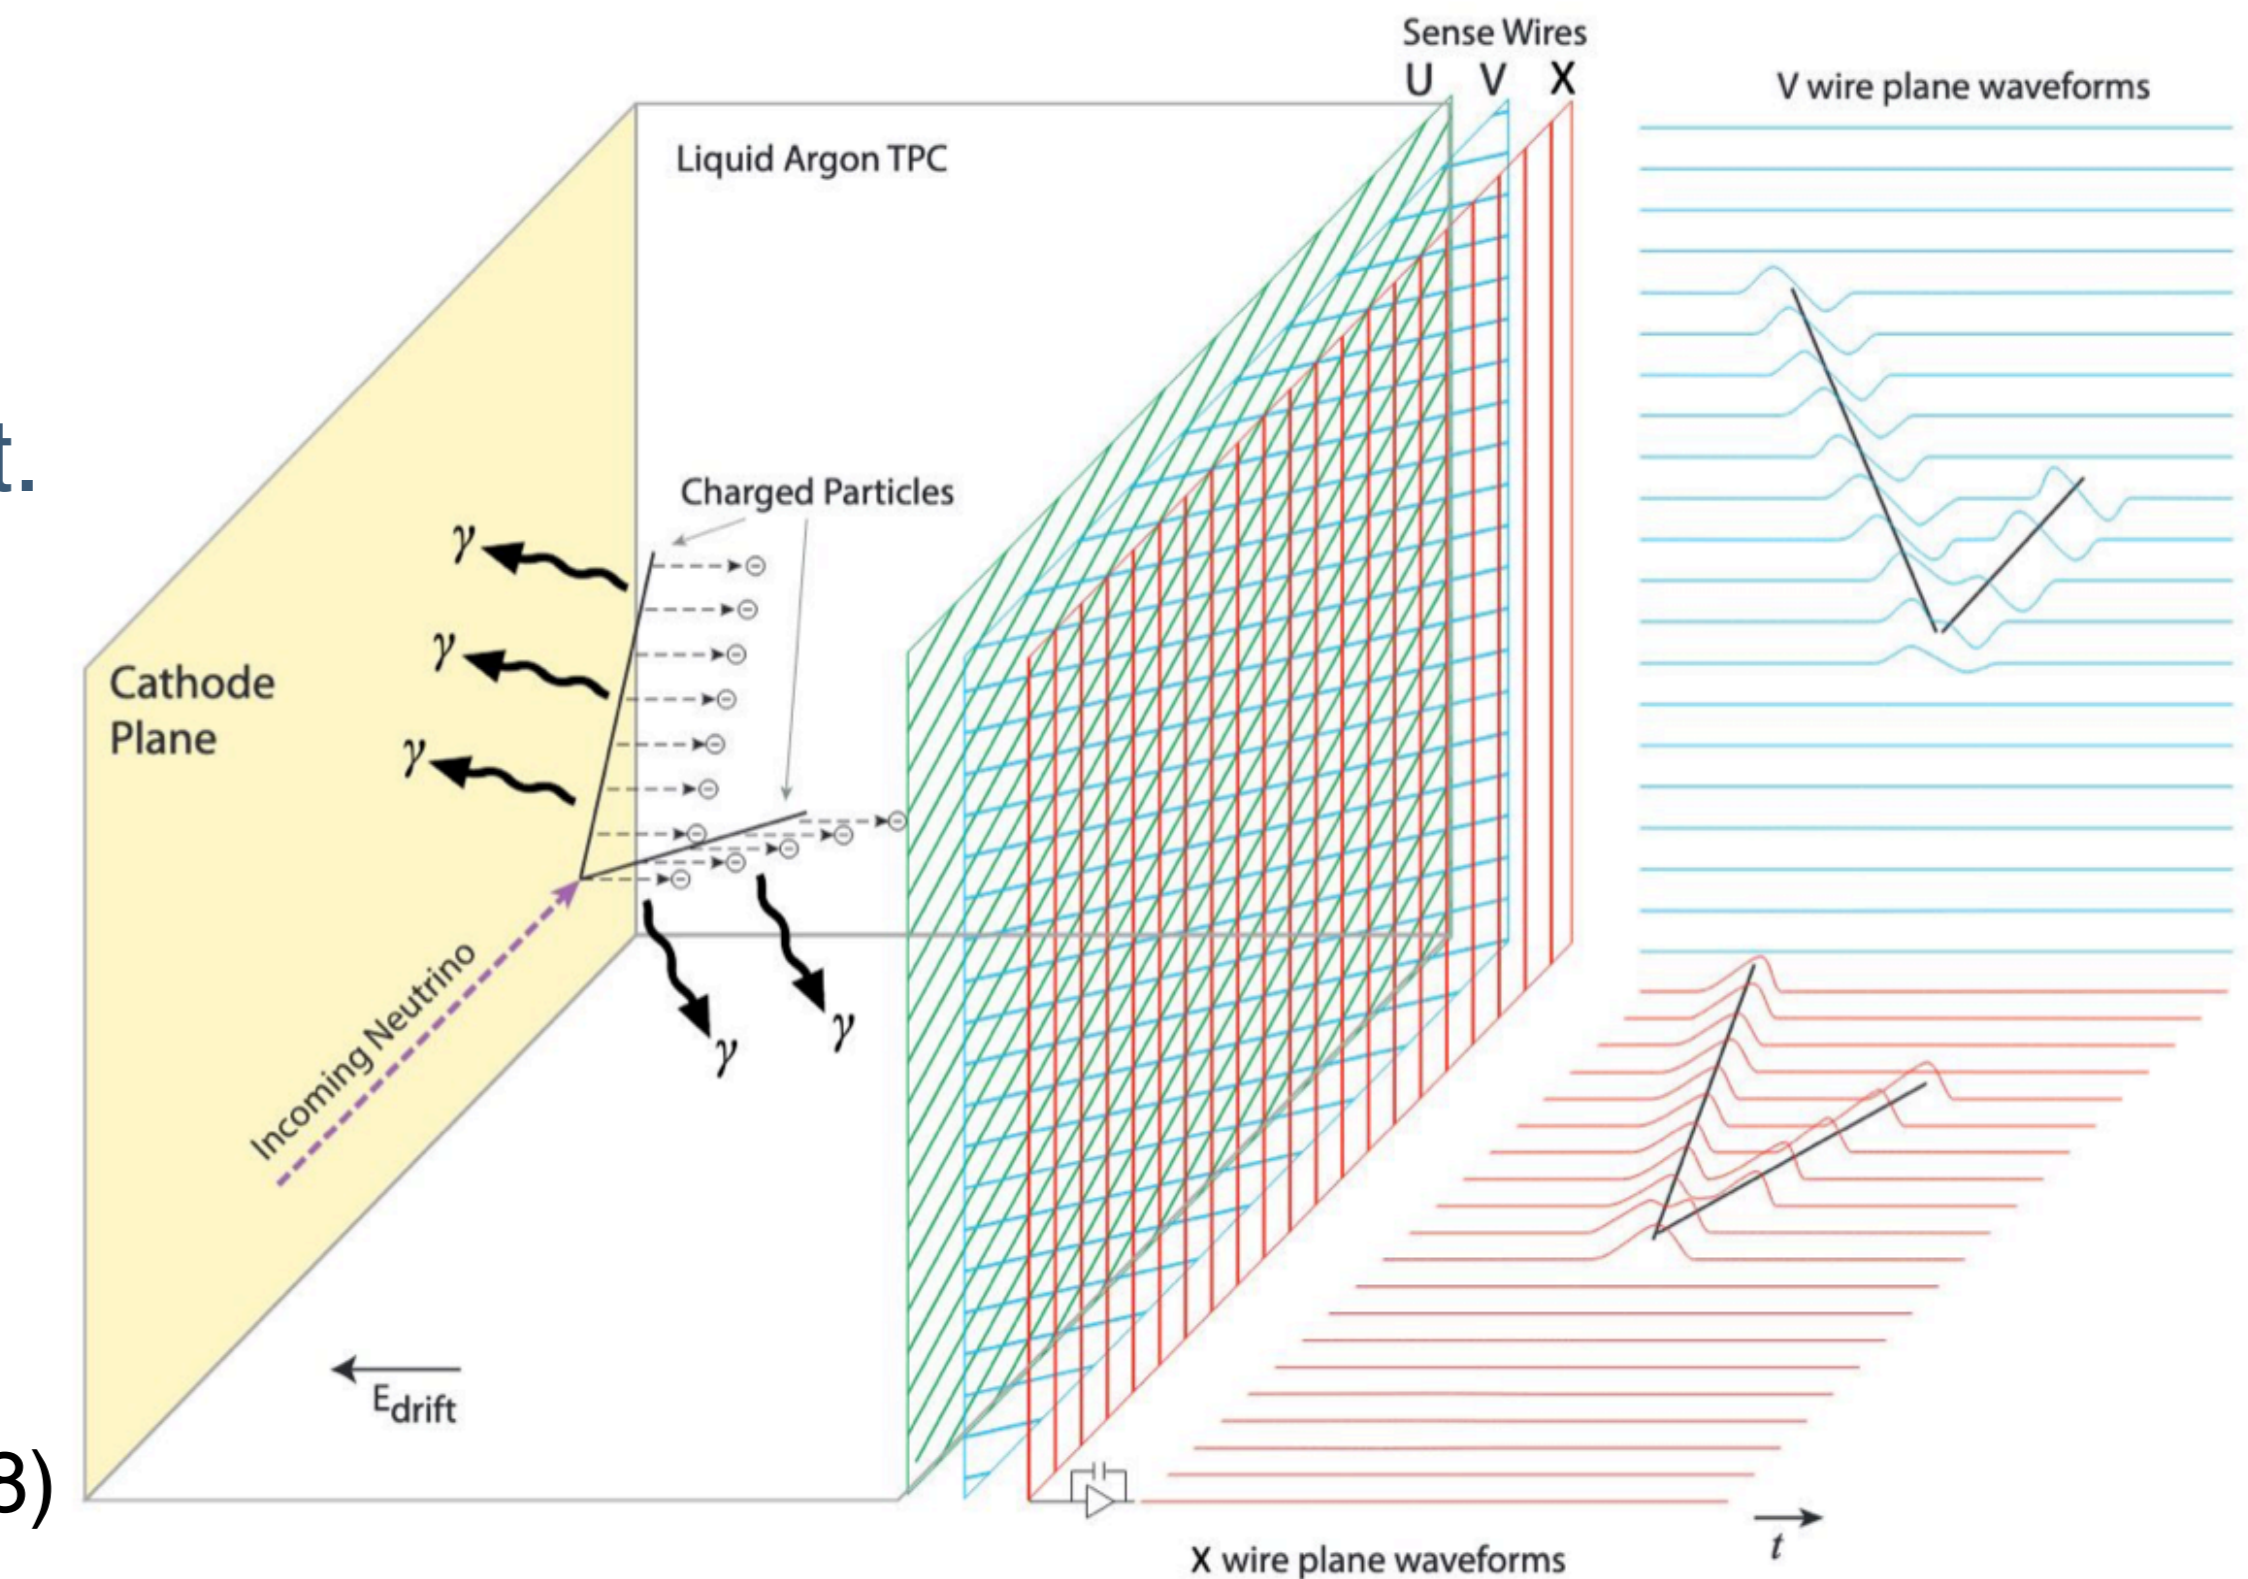 Sense Wires
U V X
V wire plane waveforms
Liquid Argon TPC
t.
Charged Particles
γ
γ
γ
Cathode
Plane
γ
γ
Incoming Neutrino
Edrift
3)
t
X wire plane waveforms